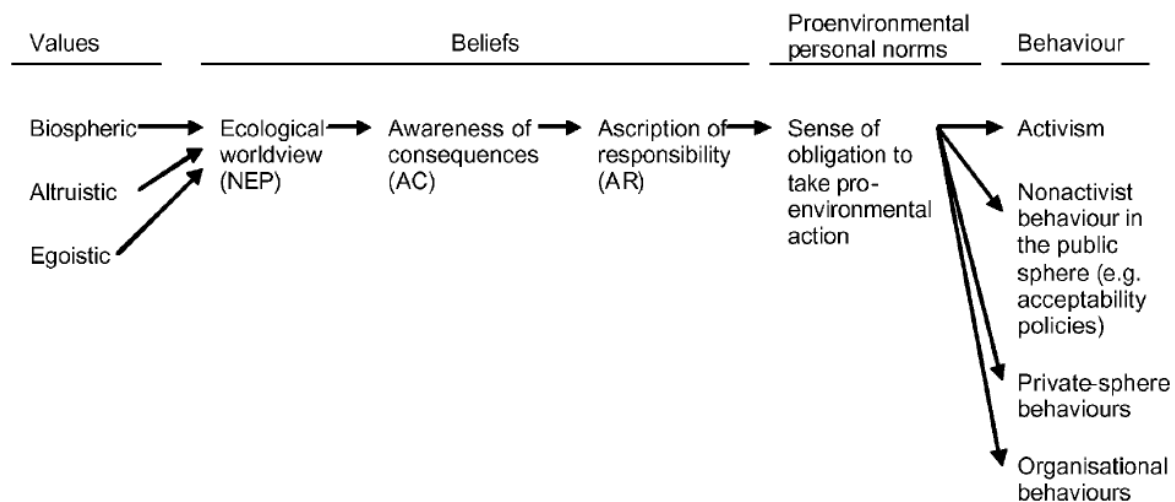 Values
Beliefs
Proenvironmental
personal norms
Behaviour
Biospheric
Altruistic
Egoistic
Ecological
worldview
(NEP)
Awareness of
consequences
(AC)
Ascription of
responsibility
(AR)
Sense of
obligation to
take pro-
environmental
action
Activism
Nonactivist
behaviour in
the public
sphere (e.g.
acceptability
policies)
Private-sphere
behaviours
Organisational
behaviours